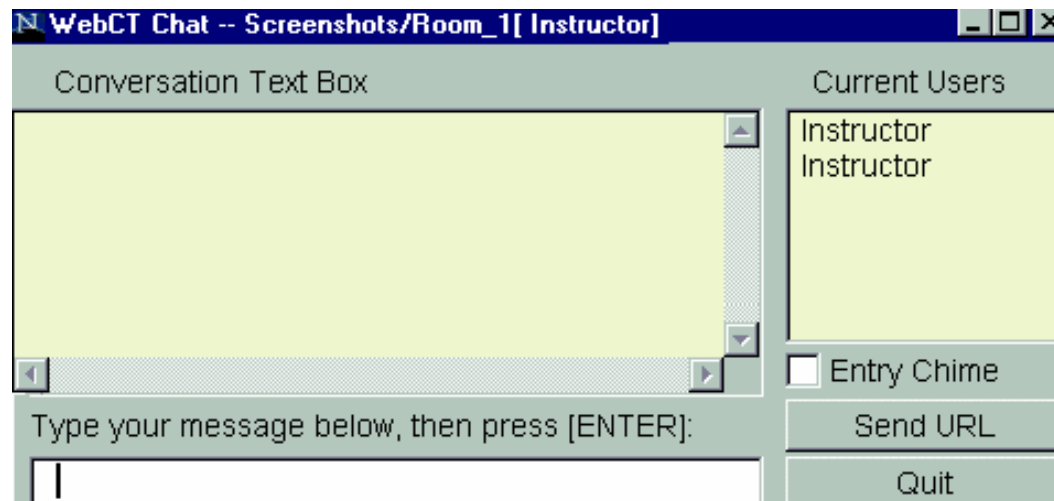 N WebCT Chat -- Screenshots/Room_1[ Instructor]
Conversation Text Box
Current Users
Instructor
Instructor
Entry Chime
Type your message below, then press [ENTER]:
Send URL
Quit